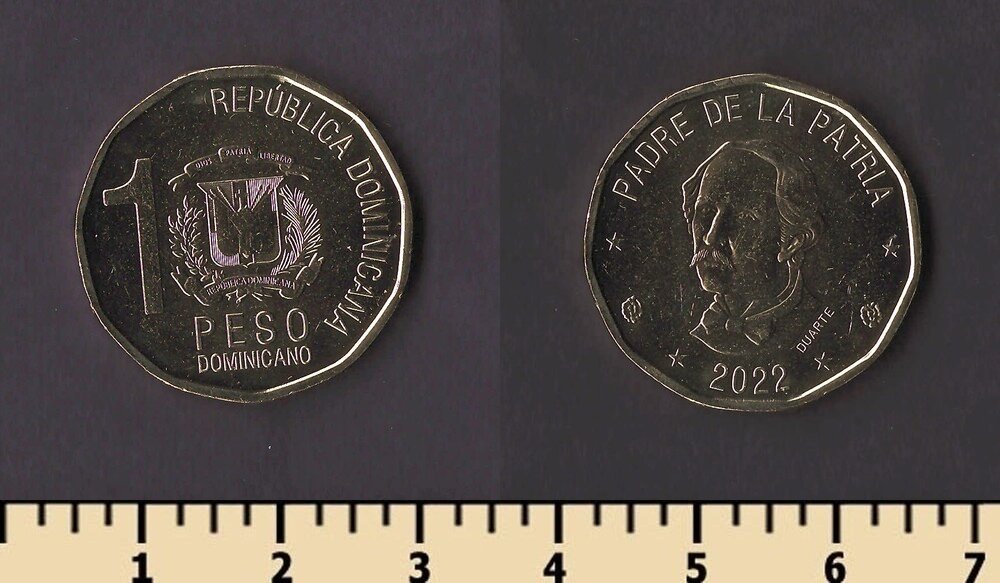 REPÚBLICA DOMINICANA
DIOS PATRIA LIBERTAD
1
REPÚBLICA DOMINICANA
PESO
DOMINICANO
PADRE DE LA PATRIA
DUARTE
2022
1 2 3 4 5 6 7